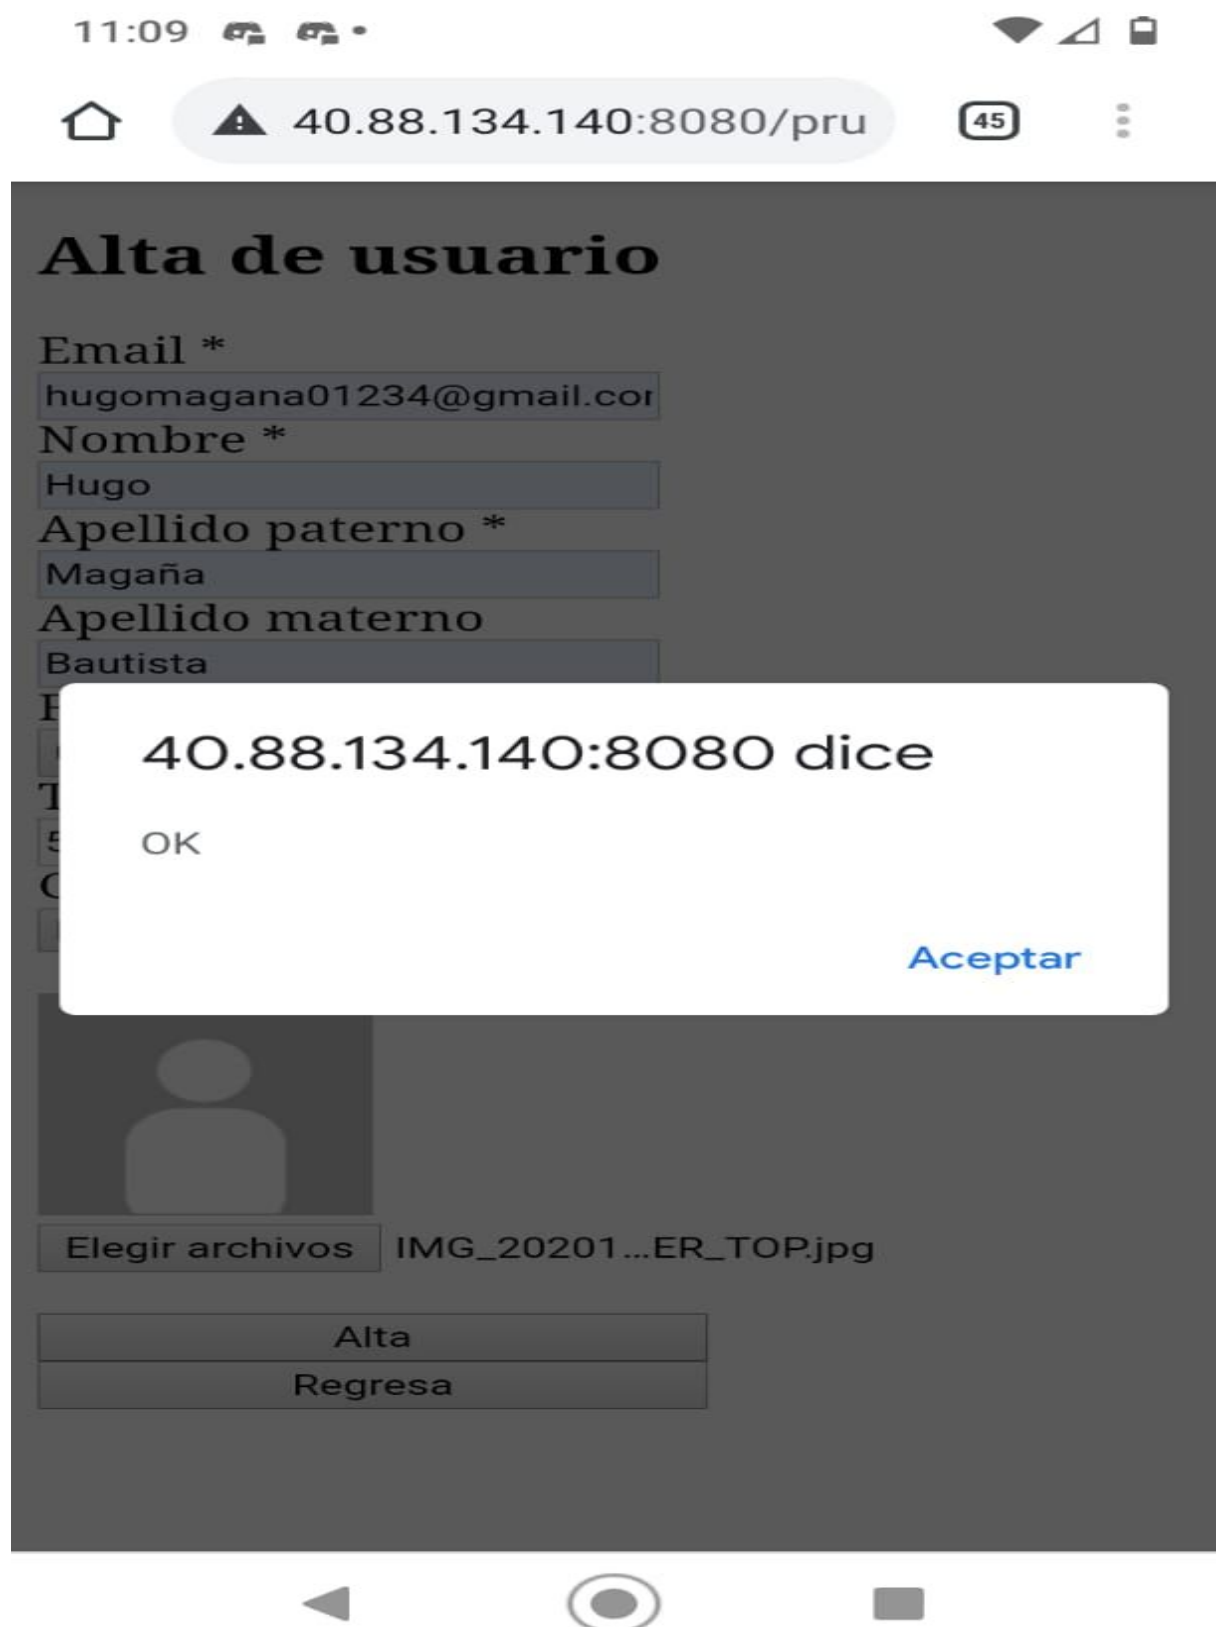 11:09
40.88.134.140:8080/pru
45
Alta de usuario
Email *
hugomagana01234@gmail.cor
Nombre *
Hugo
Apellido paterno *
Magaña
Apellido materno
Bautista
40.88.134.140:8080 dice
OK
Aceptar
Elegir archivos IMG_20201...ER_TOP.jpg
Alta
Regresa